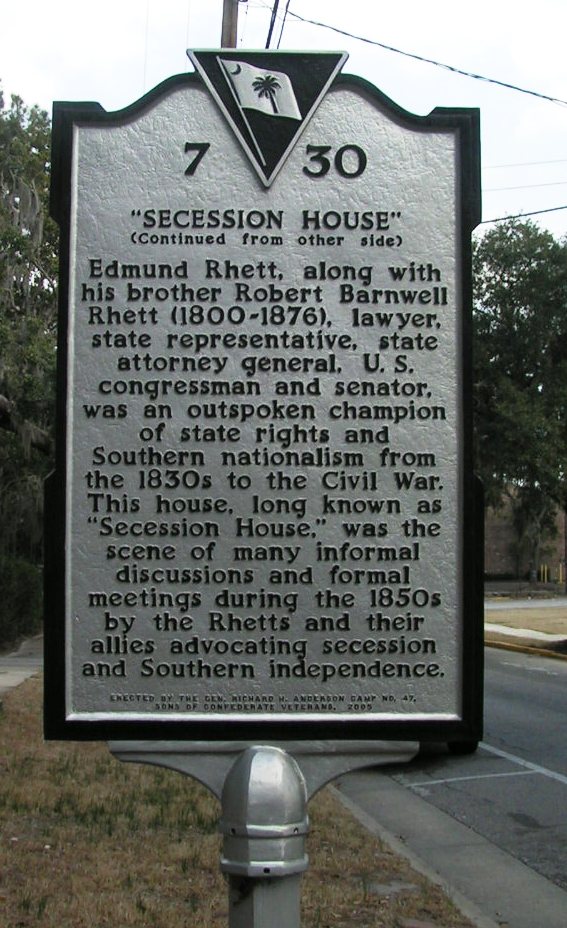 7 30
"SECESSION HOUSE"
(Continued from other side)
Edmund Rhett, along with
his brother Robert Barnwell
Rhett (1800-1876), lawyer,
state representative, state
attorney general, U. S.
congressman and senator,
was an outspoken champion
of state rights and
Southern nationalism from
the 1830s to the Civil War.
This house, long known as
"Secession House," was the
scene of many informal
discussions and formal
meetings during the 1850s
by the Rhetts and their
allies advocating secession
and Southern independence.
ERECTED BY THE GEN. RICHARD H. ANDERSON CAMP NO. 47,
SONS OF CONFEDERATE VETERANS, 2005